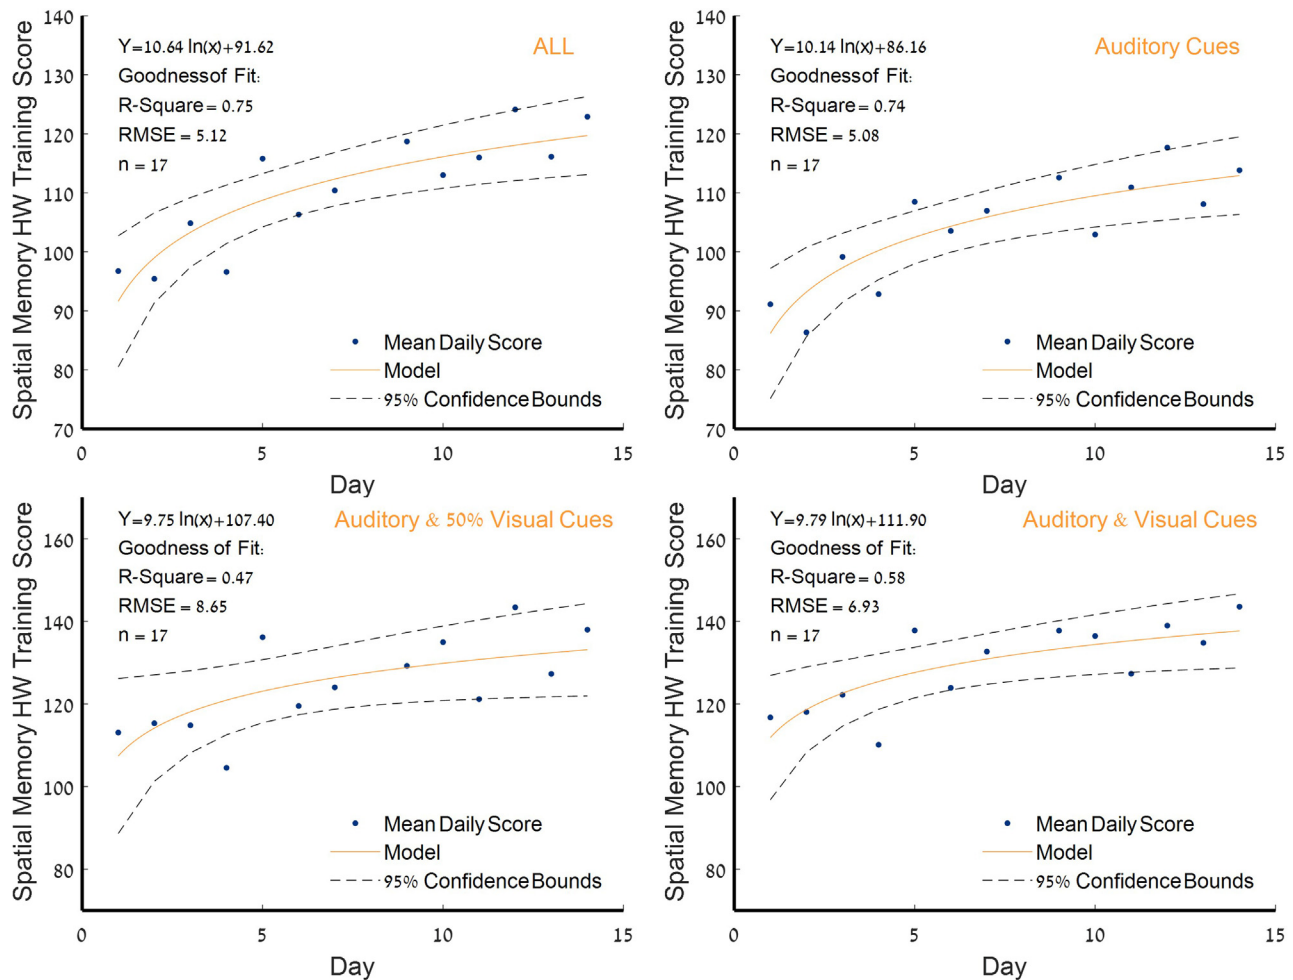 140
130
120
110
100
90
80
70
Spatial Memory HW Training Score
Y=10.64 ln(x)+91.62
Goodness of Fit:
R-Square = 0.75
RMSE = 5.12
n = 17
ALL
Mean Daily Score
Model
95% Confidence Bounds
0 5 10 15
Day
140
130
120
110
100
90
80
70
Spatial Memory HW Training Score
Y=10.14 ln(x)+86.16
Goodness of Fit:
R-Square = 0.74
RMSE = 5.08
n = 17
Auditory Cues
Mean Daily Score
Model
95% Confidence Bounds
0 5 10 15
Day
160
140
120
100
80
Spatial Memory HW Training Score
Y=9.75 ln(x)+107.40
Goodness of Fit:
R-Square = 0.47
RMSE = 8.65
n = 17
Auditory & 50% Visual Cues
Mean Daily Score
Model
95% Confidence Bounds
0 5 10 15
Day
160
140
120
100
80
Spatial Memory HW Training Score
Y=9.79 ln(x)+111.90
Goodness of Fit:
R-Square = 0.58
RMSE = 6.93
n = 17
Auditory & Visual Cues
Mean Daily Score
Model
95% Confidence Bounds
0 5 10 15
Day